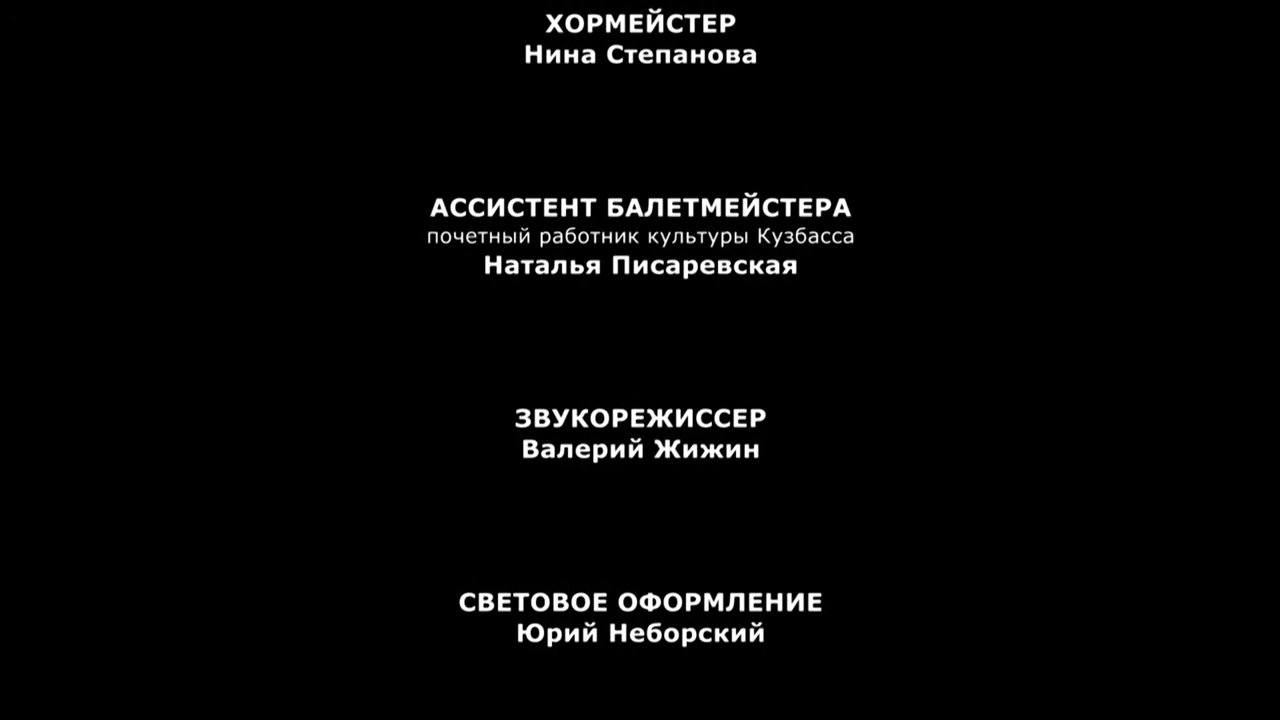 ХОРМЕЙСТЕР
Нина Степанова
АССИСТЕНТ БАЛЕТМЕЙСТЕРА
почетный работник культуры Кузбасса
Наталья Писаревская
ЗВУКОРЕЖИССЕР
Валерий Жижин
СВЕТОВОЕ ОФОРМЛЕНИЕ
Юрий Неборский